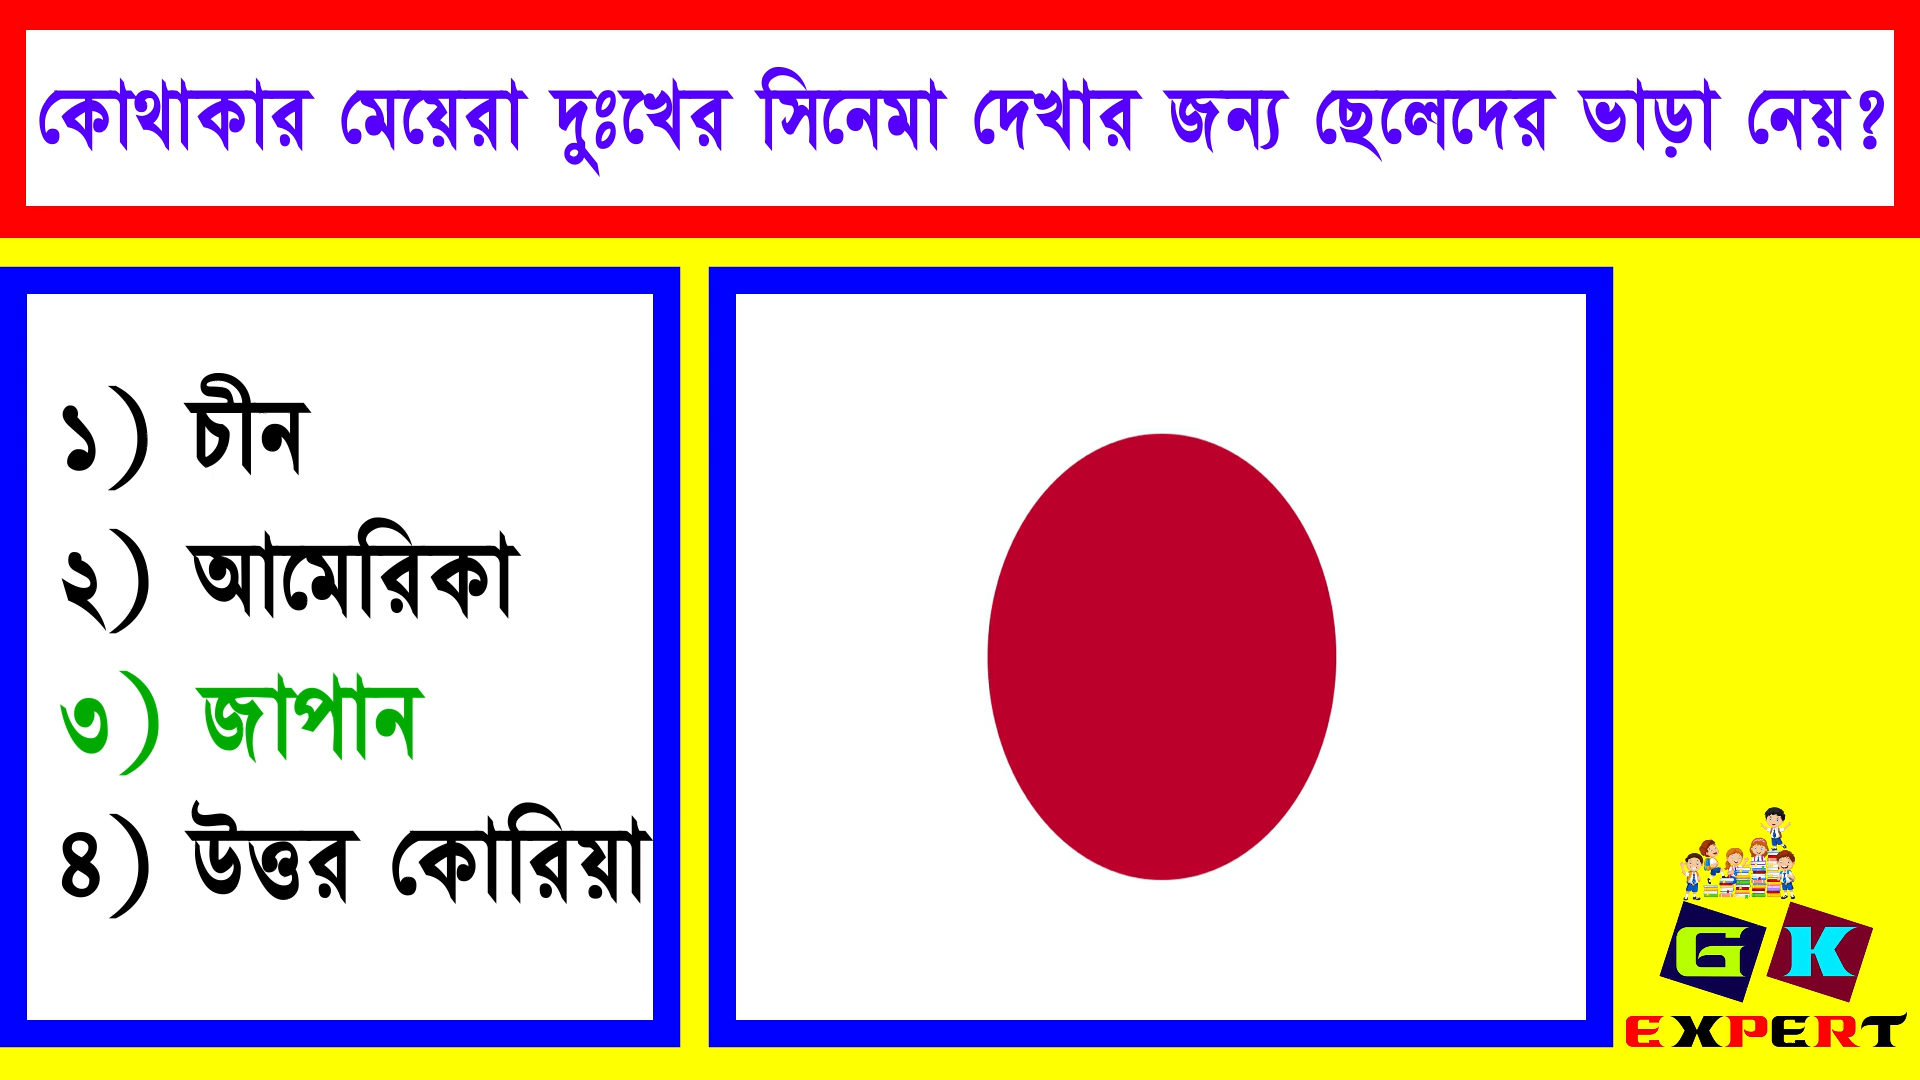 কোথাকার মেয়েরা দুঃখের সিনেমা দেখার জন্য ছেলেদের ভাড়া নেয়?
১) চীন
২) আমেরিকা
৩) জাপান
৪) উত্তর কোরিয়া
GK
EXPERT